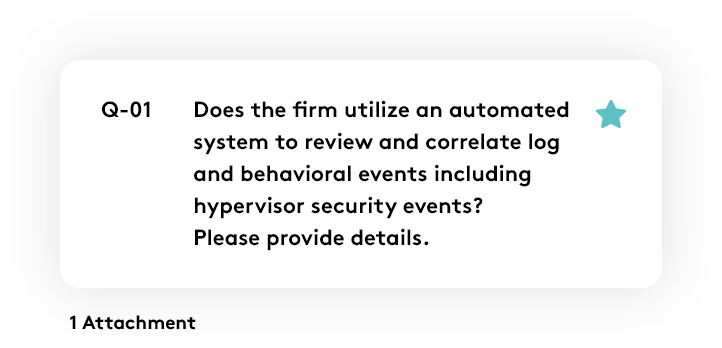 Q-01 Does the firm utilize an automated
system to review and correlate log
and behavioral events including
hypervisor security events?
Please provide details.
1 Attachment